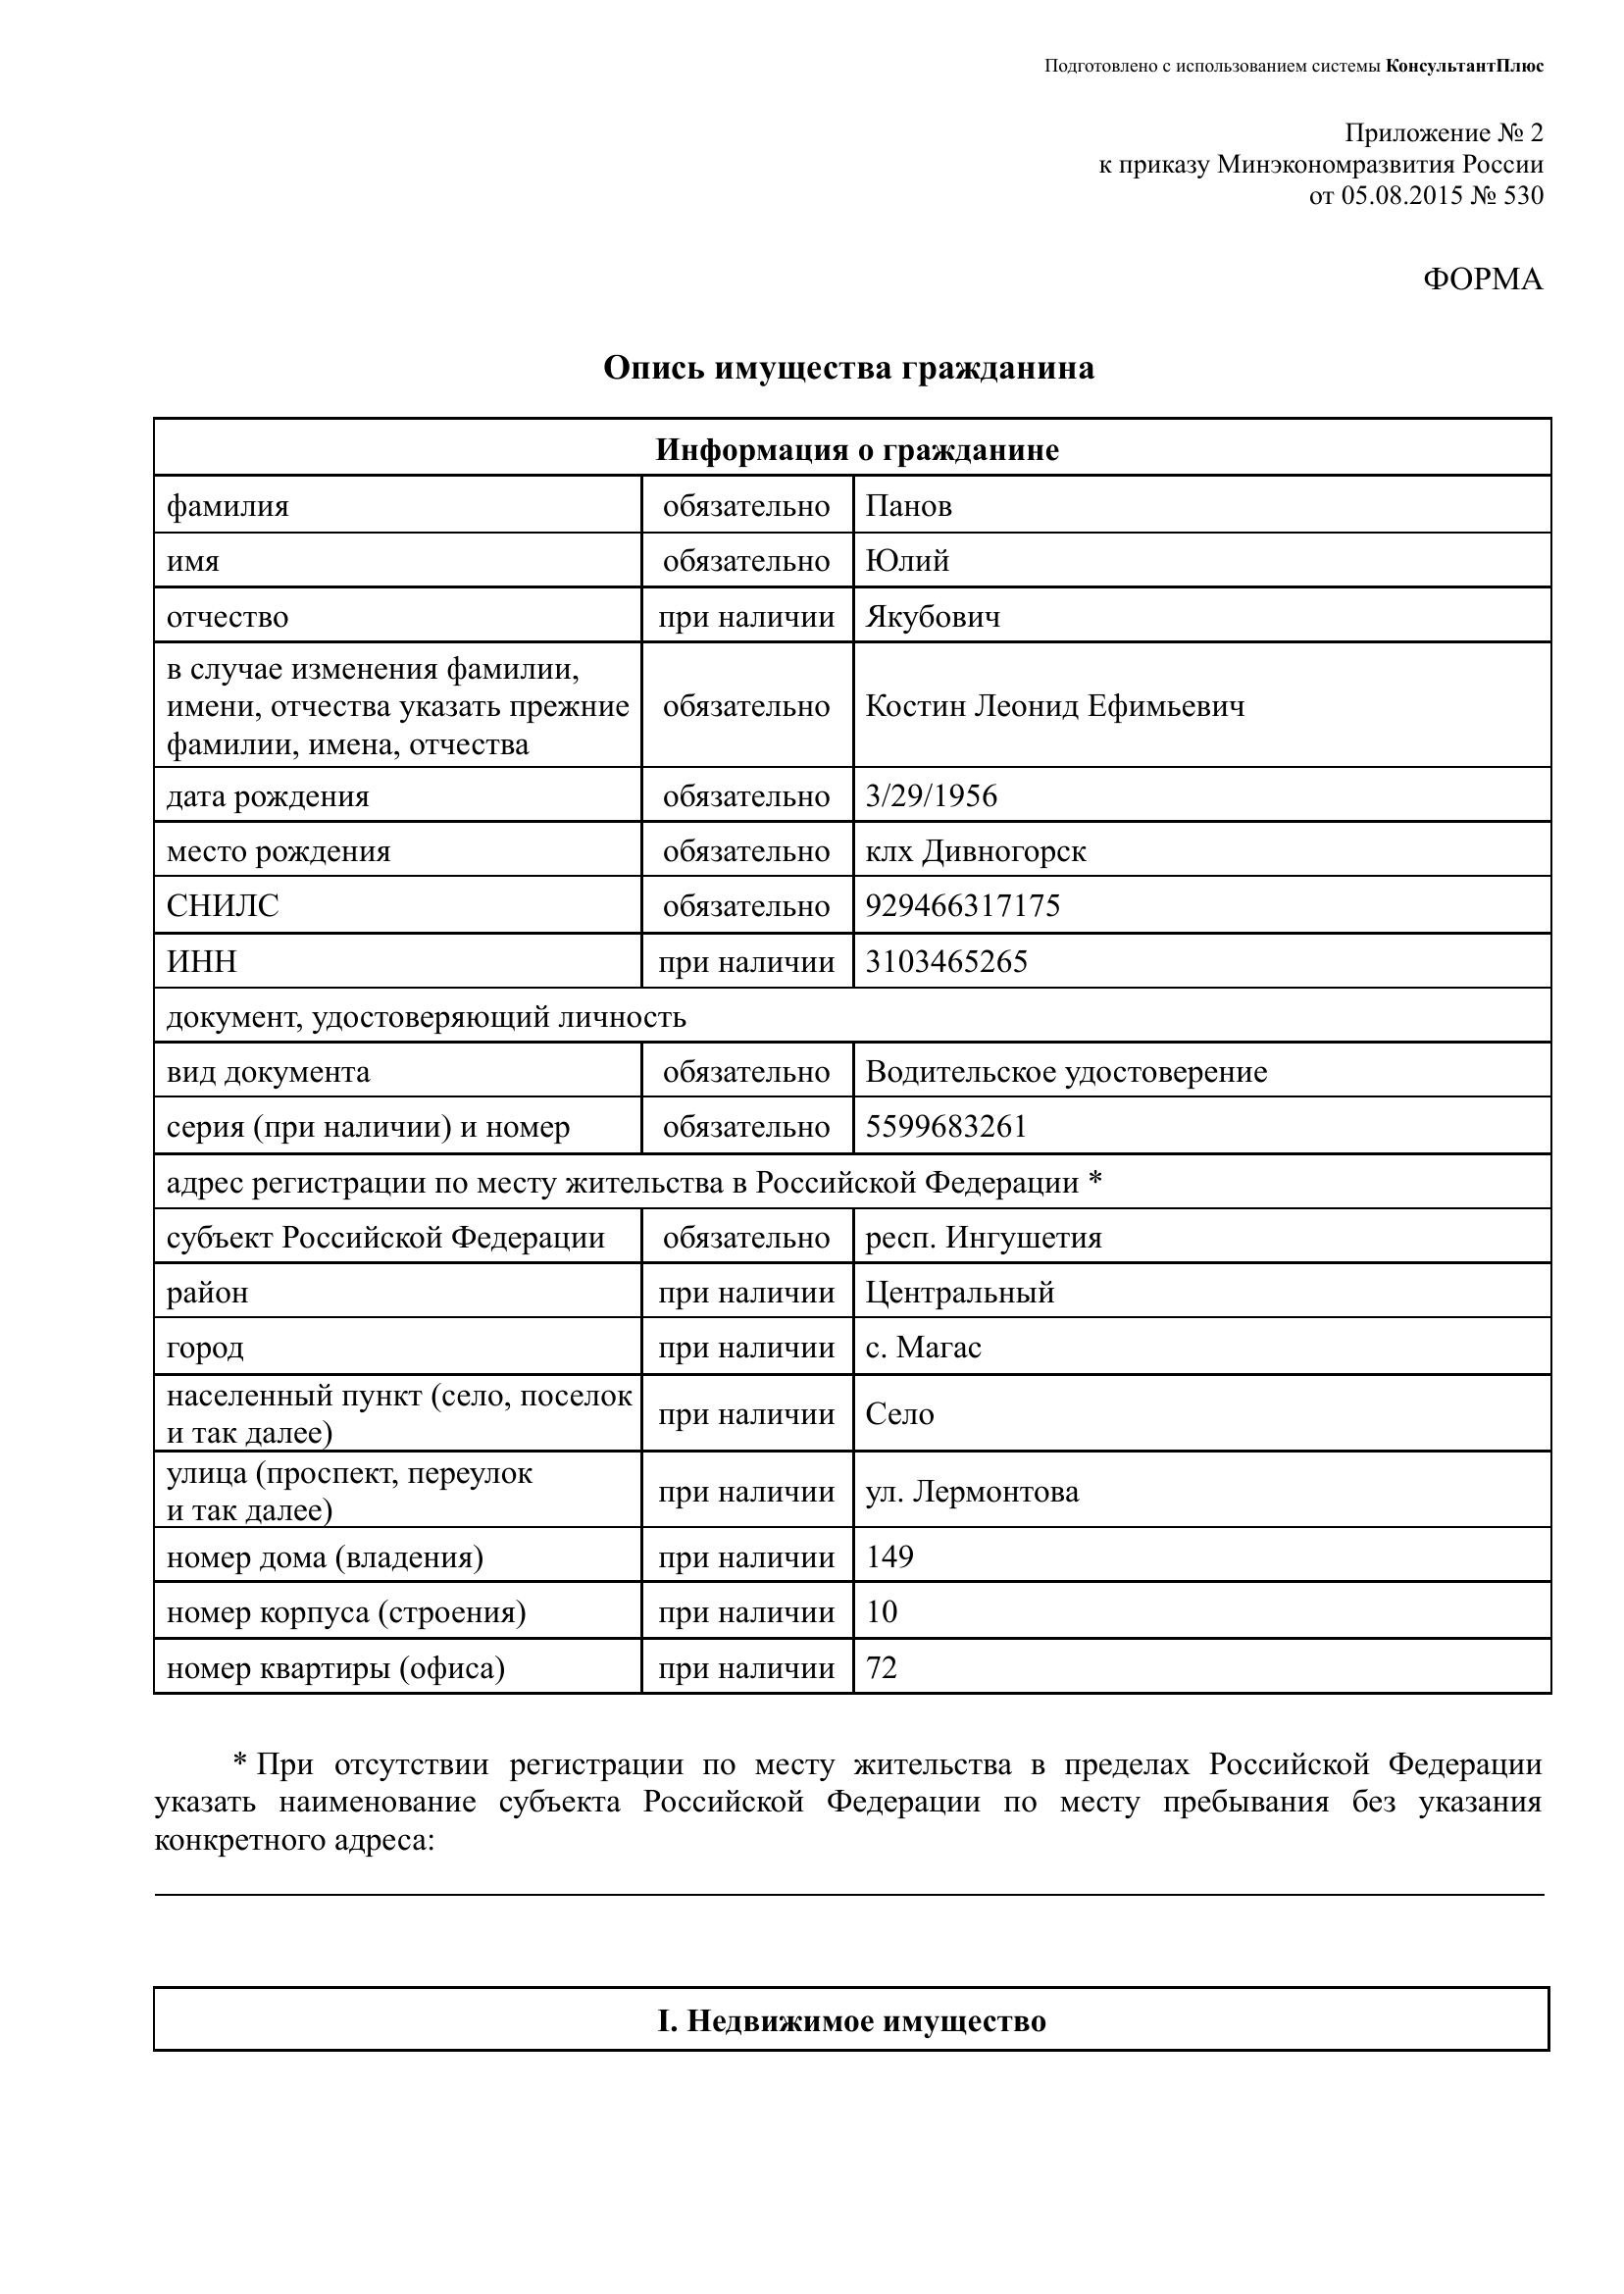 Подготовлено с использованием системы КонсультантПлюс
Приложение № 2
к приказу Минэкономразвития России
от 05.08.2015 № 530
ФОРМА
Опись имущества гражданина
Информация о гражданине
фамилия обязательно Панов
имя обязательно Юлий
отчество при наличии Якубович
в случае изменения фамилии,
имени, отчества указать прежние
фамилии, имена, отчества
обязательно Костин Леонид Ефимьевич
дата рождения обязательно 3/29/1956
место рождения обязательно клх Дивногорск
СНИЛС обязательно 929466317175
ИНН при наличии 3103465265
документ, удостоверяющий личность
вид документа обязательно Водительское удостоверение
серия (при наличии) и номер обязательно 5599683261
адрес регистрации по месту жительства в Российской Федерации *
субъект Российской Федерации обязательно респ. Ингушетия
район при наличии Центральный
город при наличии с. Магас
населенный пункт (село, поселок
и так далее)
при наличии Село
улица (проспект, переулок
и так далее)
при наличии ул. Лермонтова
номер дома (владения) при наличии 149
номер корпуса (строения) при наличии 10
номер квартиры (офиса) при наличии 72
* При отсутствии регистрации по месту жительства в пределах Российской Федерации
указать наименование субъекта Российской Федерации по месту пребывания без указания
конкретного адреса:
I. Недвижимое имущество